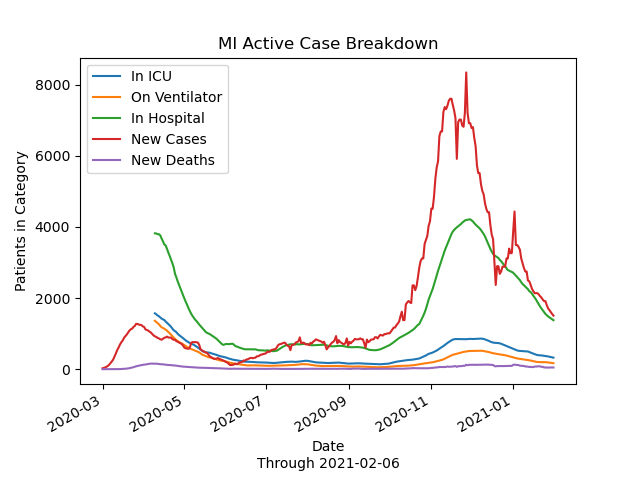 MI Active Case Breakdown
In ICU
On Ventilator
In Hospital
New Cases
New Deaths
8000
6000
4000
2000
0
Patients in Category
2020-03
2020-05
2020-07
2020-09
2020-11
2021-01
Date
Through 2021-02-06